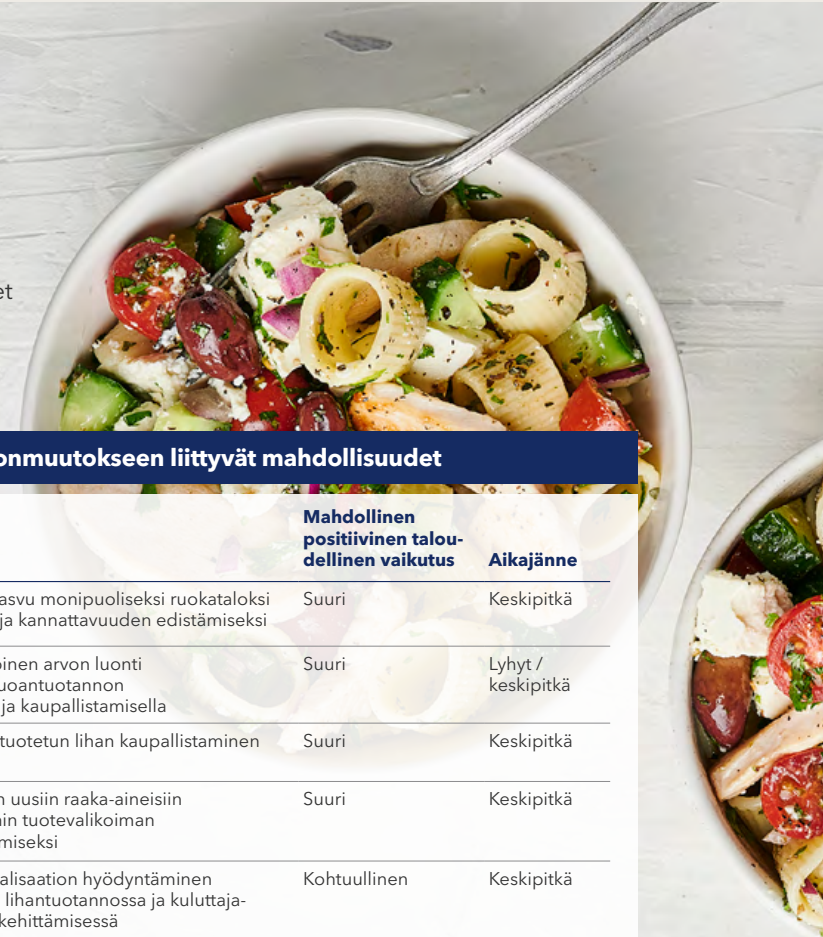 et
onmuutokseen liittyvät mahdollisuudet
Mahdollinen
positiivinen talou-
dellinen vaikutus
Aikajänne
asvu monipuoliseksi ruokataloksi
ja kannattavuuden edistämiseksi
Suuri
Keskipitkä
inen arvon luonti
uoantuotannon
ja kaupallistamisella
Suuri
Lyhyt /
keskipitkä
tuotetun lihan kaupallistaminen
Suuri
Keskipitkä
n uusiin raaka-aineisiin
in tuotevalikoiman
miseksi
Suuri
Keskipitkä
alisaation hyödyntäminen
lihantuotannossa ja kuluttaja-
kehittämisessä
Kohtuullinen
Keskipitkä